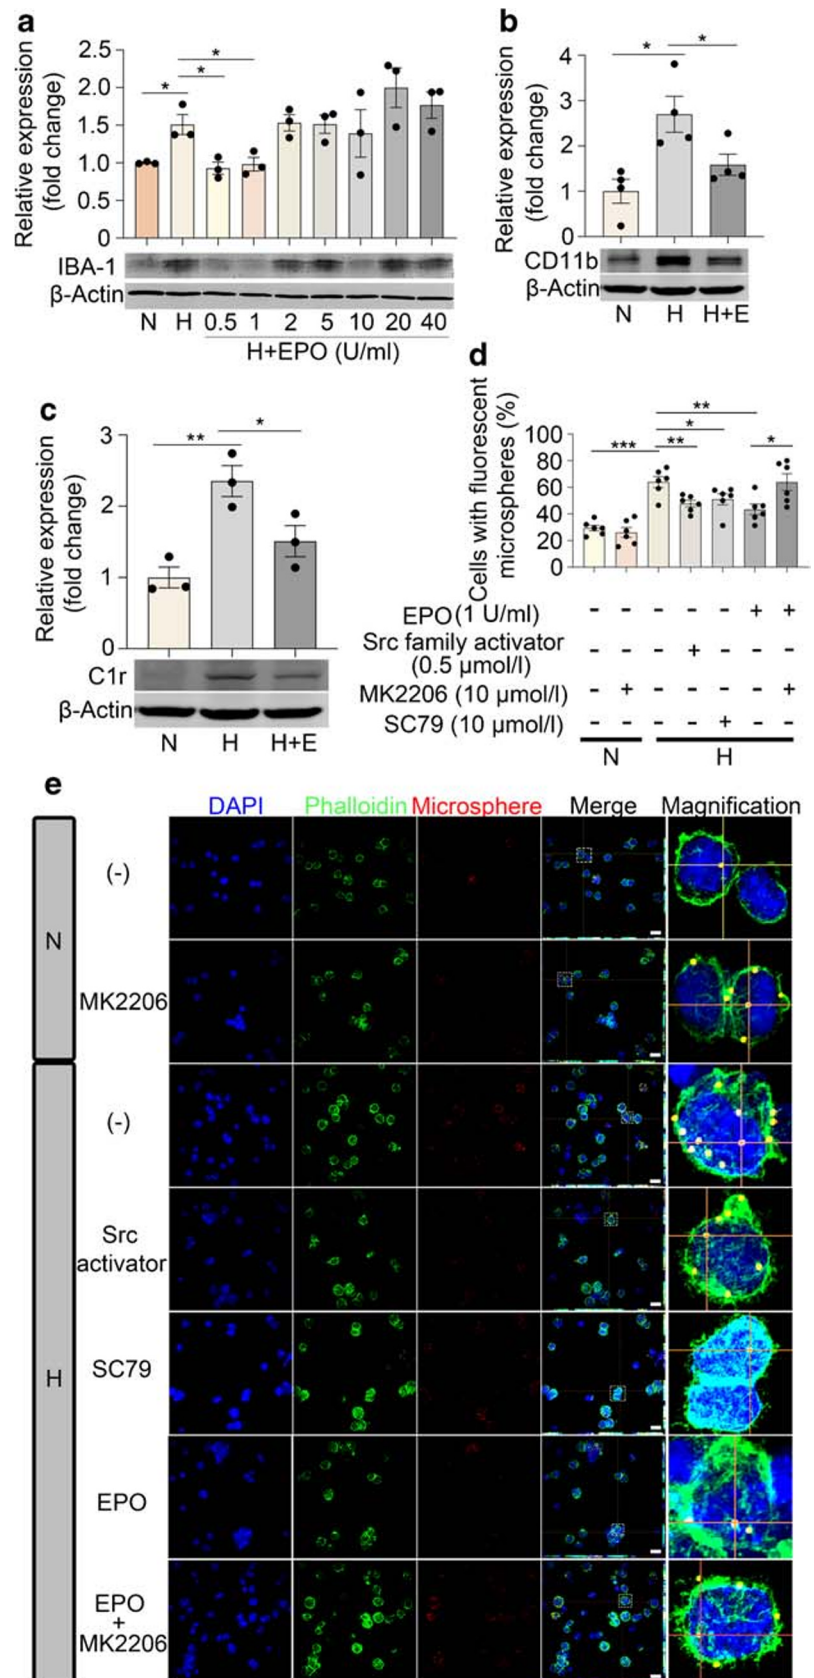 a
Relative expression
(fold change)
2.5
2.0
1.5
1.0
0.5
0
*
*
*
IBA-1
β-Actin
N H 0.5 1 2 5 10 20 40
H+EPO (U/ml)
b
Relative expression
(fold change)
4
3
2
1
0
*
*
CD11b
β-Actin
N H H+E
c
Relative expression
(fold change)
3
2
1
0
**
*
C1r
β-Actin
N H H+E
d
Cells with fluorescent
microspheres (%)
100
80
60
40
20
0
***
**
*
**
*
EPO (1 U/ml) - - - - - + +
Src family activator
(0.5 µmol/l) - - - + - - -
MK2206 (10 µmol/l) - + - - - - +
SC79 (10 µmol/l) - - - - + - -
N H
e
DAPI Phalloidin Microsphere Merge Magnification
N
(-)
MK2206
H
(-)
Src
activator
SC79
EPO
EPO
+
MK2206